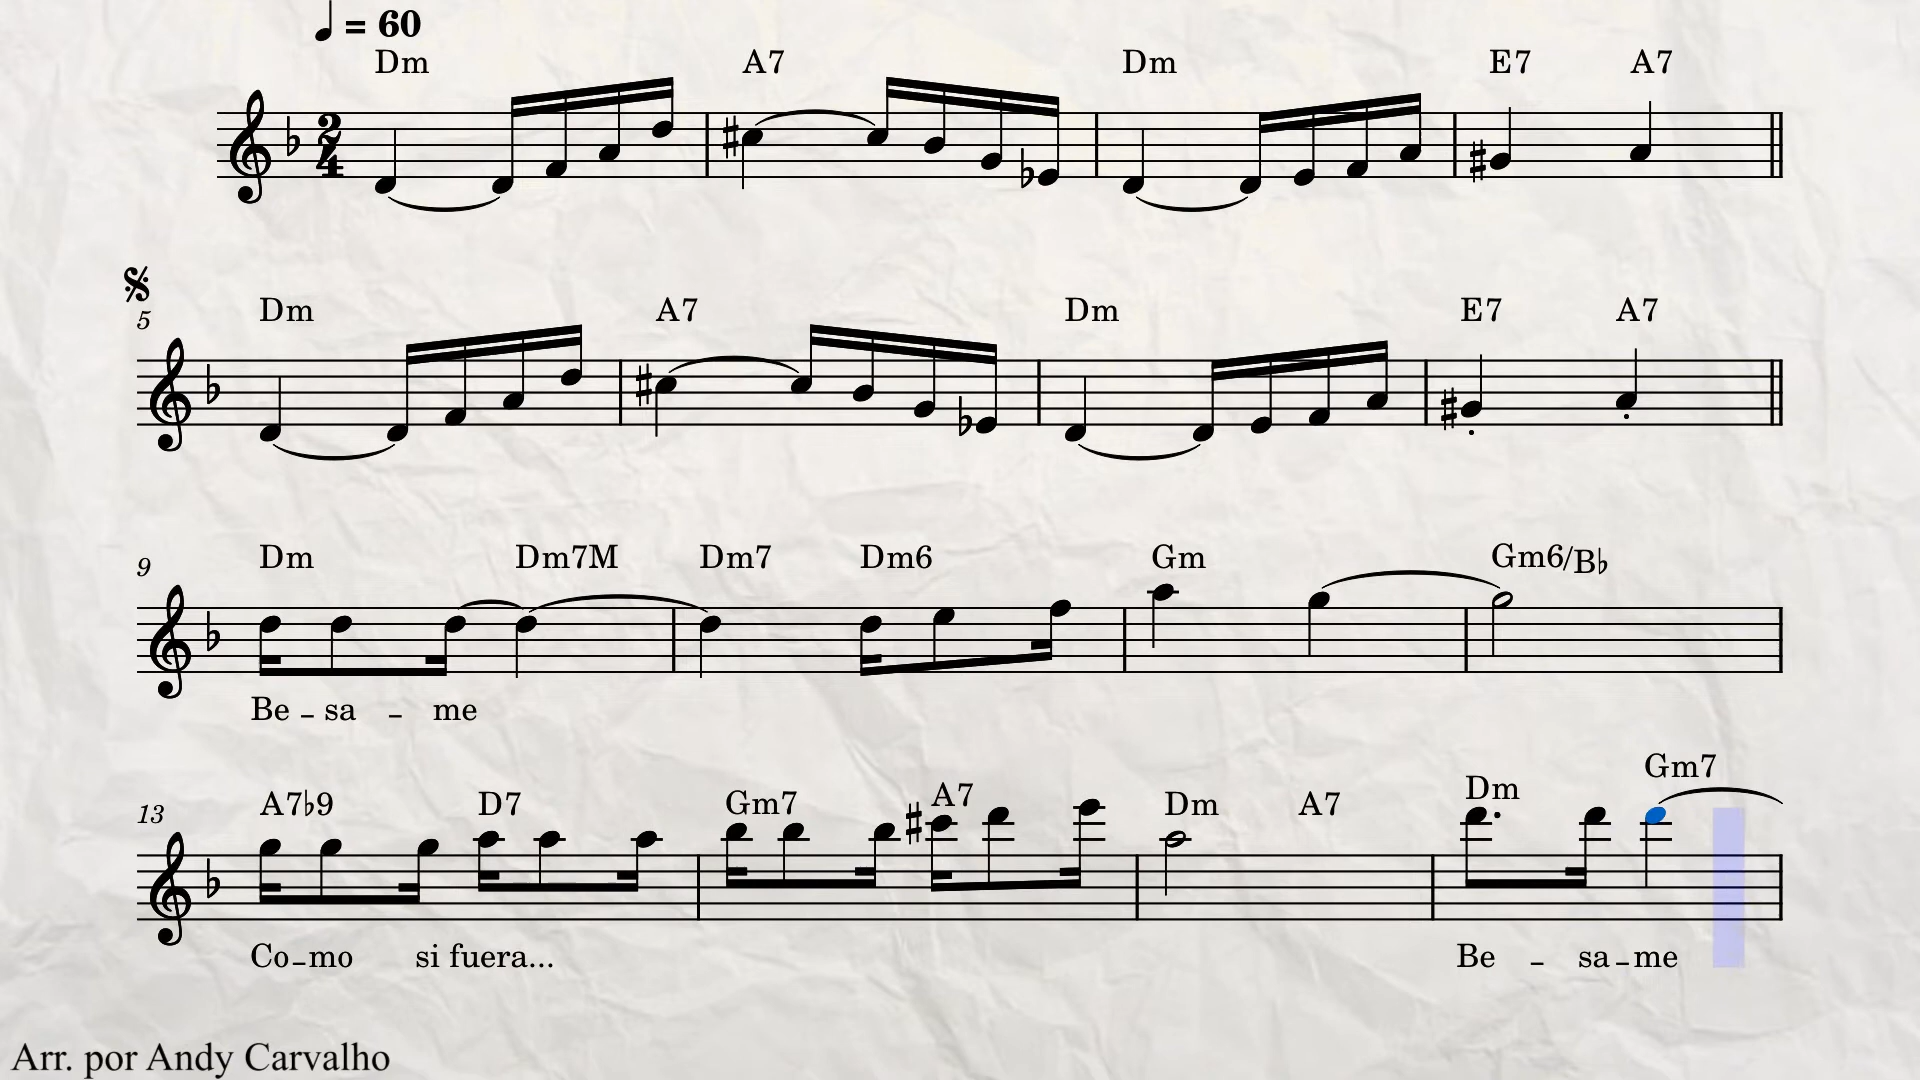 = 60
Dm A7 Dm E7 A7
2
4
5
Dm A7 Dm E7 A7
9
Dm Dm7M Dm7 Dm6 Gm Gm6/B♭
Be - sa - me
13
A7♭9 D7 Gm7 A7 Dm A7 Dm Gm7
Co-mo si fuera... Be - sa-me
Arr. por Andy Carvalho